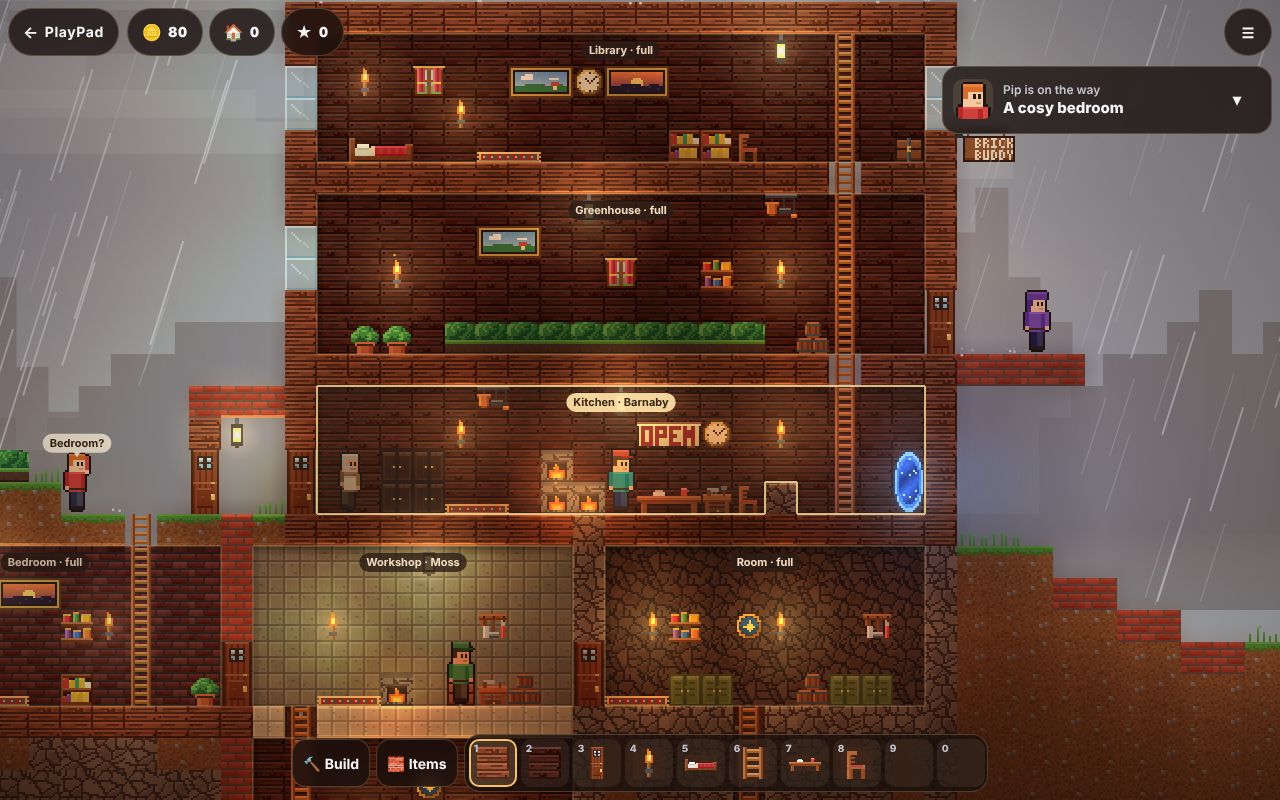 ← PlayPad
80
0
★ 0
Library · full
Pip is on the way
A cosy bedroom
BRICK
BUDDY
Greenhouse · full
Kitchen · Barnaby
OPEN
Bedroom?
Bedroom · full
Workshop · Moss
Room · full
Build
Items
1
2
3
4
5
6
7
8
9
0